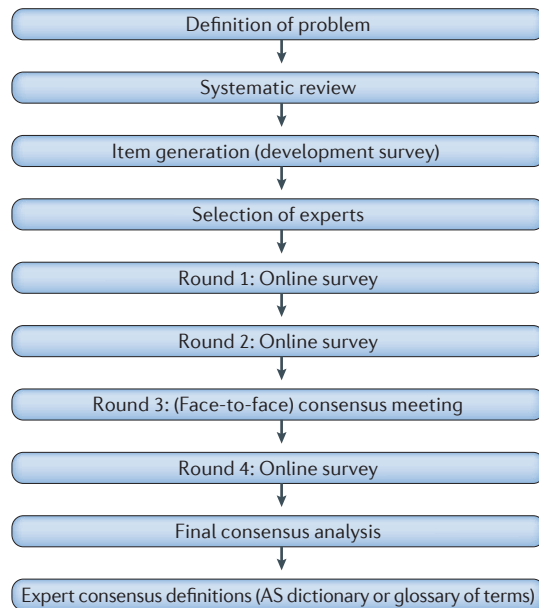 Definition of problem
Systematic review
Item generation (development survey)
Selection of experts
Round 1: Online survey
Round 2: Online survey
Round 3: (Face-to-face) consensus meeting
Round 4: Online survey
Final consensus analysis
Expert consensus definitions (AS dictionary or glossary of terms)